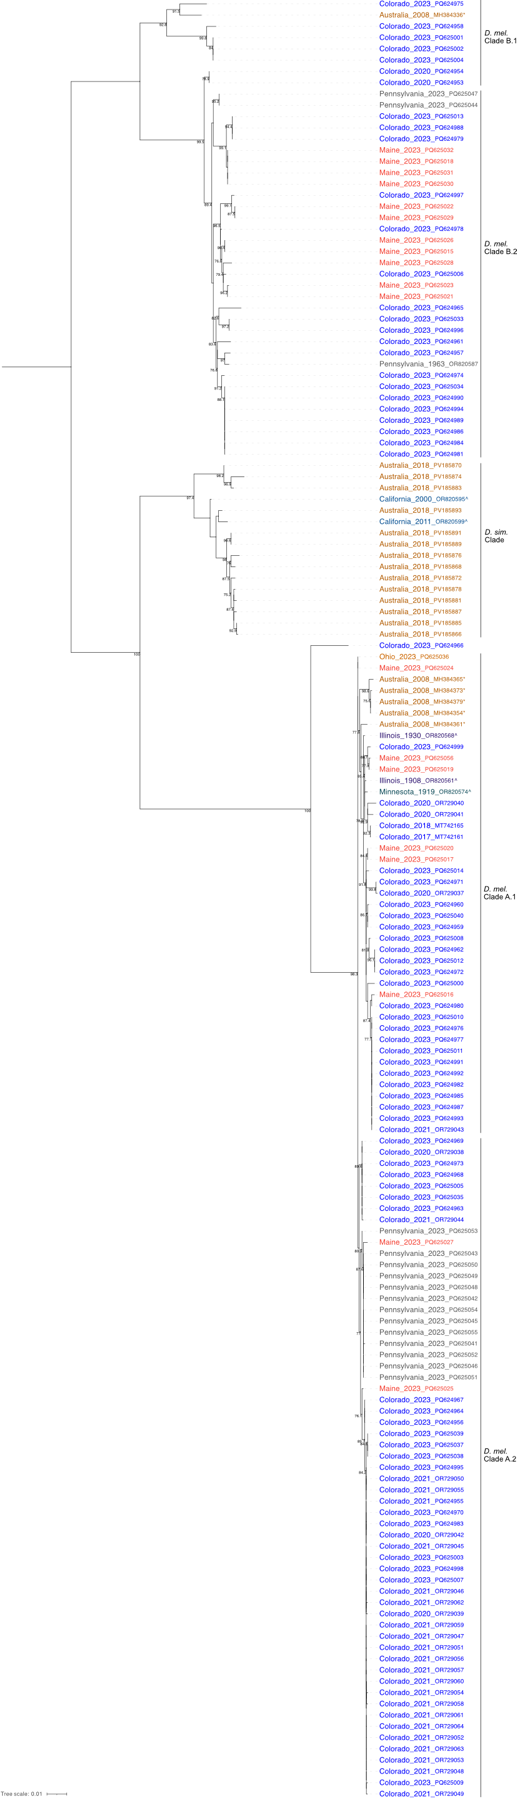 Colorado_2023_PQ624975
Australia_2008_MH384336^
Colorado_2023_PQ624958
Colorado_2023_PQ625001
Colorado_2023_PQ625002
Colorado_2023_PQ625004
Colorado_2020_PQ624954
Colorado_2020_PQ624953
D. mel.
Clade B.1
Pennsylvania_2023_PQ625047
Pennsylvania_2023_PQ625044
Colorado_2023_PQ625013
Colorado_2023_PQ624988
Colorado_2023_PQ624979
Maine_2023_PQ625032
Maine_2023_PQ625018
Maine_2023_PQ625031
Maine_2023_PQ625030
Colorado_2023_PQ624997
Maine_2023_PQ625022
Maine_2023_PQ625029
Colorado_2023_PQ624978
Maine_2023_PQ625026
Maine_2023_PQ625015
Maine_2023_PQ625028
Colorado_2023_PQ625006
Maine_2023_PQ625023
Maine_2023_PQ625021
Colorado_2023_PQ624965
Colorado_2023_PQ625033
Colorado_2023_PQ624996
Colorado_2023_PQ624961
Colorado_2023_PQ624957
Pennsylvania_1963_OR820587
Colorado_2023_PQ624974
Colorado_2023_PQ625034
Colorado_2023_PQ624990
Colorado_2023_PQ624994
Colorado_2023_PQ624989
Colorado_2023_PQ624986
Colorado_2023_PQ624984
Colorado_2023_PQ624981
D. mel.
Clade B.2
Australia_2018_PV185870
Australia_2018_PV185874
Australia_2018_PV185883
California_2000_OR820595^
Australia_2018_PV185893
California_2011_OR820599^
Australia_2018_PV185891
Australia_2018_PV185889
Australia_2018_PV185876
Australia_2018_PV185868
Australia_2018_PV185872
Australia_2018_PV185878
Australia_2018_PV185881
Australia_2018_PV185887
Australia_2018_PV185885
Australia_2018_PV185866
D. sim.
Clade
Colorado_2023_PQ624966
Ohio_2023_PQ625036
Maine_2023_PQ625024
Australia_2008_MH384365^
Australia_2008_MH384373^
Australia_2008_MH384378^
Australia_2008_MH384354^
Australia_2008_MH384361^
Illinois_1930_OR820568^
Colorado_2023_PQ624999
Maine_2023_PQ625056
Maine_2023_PQ625019
Illinois_1908_OR820561^
Minnesota_1919_OR820574^
Colorado_2020_OR729040
Colorado_2020_OR729041
Colorado_2018_MT742165
Colorado_2017_MT742161
Maine_2023_PQ625020
Maine_2023_PQ625017
Colorado_2023_PQ625014
Colorado_2023_PQ624971
Colorado_2020_OR729037
Colorado_2023_PQ624960
Colorado_2023_PQ625040
Colorado_2023_PQ624959
Colorado_2023_PQ625008
Colorado_2023_PQ624962
Colorado_2023_PQ625012
Colorado_2023_PQ624972
Colorado_2023_PQ625000
Maine_2023_PQ625016
Colorado_2023_PQ624980
Colorado_2023_PQ625010
Colorado_2023_PQ624976
Colorado_2023_PQ624977
Colorado_2023_PQ625011
Colorado_2023_PQ624991
Colorado_2023_PQ624992
Colorado_2023_PQ624982
Colorado_2023_PQ624985
Colorado_2023_PQ624987
Colorado_2023_PQ624993
Colorado_2021_OR729043
D. mel.
Clade A.1
Colorado_2023_PQ624969
Colorado_2020_OR729038
Colorado_2023_PQ624973
Colorado_2023_PQ624968
Colorado_2023_PQ625005
Colorado_2023_PQ625035
Colorado_2023_PQ624963
Colorado_2021_OR729044
Pennsylvania_2023_PQ625053
Maine_2023_PQ625027
Pennsylvania_2023_PQ625043
Pennsylvania_2023_PQ625050
Pennsylvania_2023_PQ625049
Pennsylvania_2023_PQ625048
Pennsylvania_2023_PQ625042
Pennsylvania_2023_PQ625054
Pennsylvania_2023_PQ625045
Pennsylvania_2023_PQ625055
Pennsylvania_2023_PQ625041
Pennsylvania_2023_PQ625052
Pennsylvania_2023_PQ625046
Pennsylvania_2023_PQ625051
Maine_2023_PQ625025
Colorado_2023_PQ624967
Colorado_2023_PQ624964
Colorado_2023_PQ624956
Colorado_2023_PQ625039
Colorado_2023_PQ625037
Colorado_2023_PQ625038
Colorado_2023_PQ624995
Colorado_2021_OR729050
Colorado_2021_OR729055
Colorado_2021_PQ624955
Colorado_2023_PQ624970
Colorado_2023_PQ624983
Colorado_2020_OR729042
Colorado_2021_OR729045
Colorado_2023_PQ625003
Colorado_2023_PQ624998
Colorado_2023_PQ625007
Colorado_2021_OR729046
Colorado_2021_OR729062
Colorado_2020_OR729039
Colorado_2021_OR729059
Colorado_2021_OR729047
Colorado_2021_OR729051
Colorado_2021_OR729056
Colorado_2021_OR729057
Colorado_2021_OR729060
Colorado_2021_OR729054
Colorado_2021_OR729058
Colorado_2021_OR729061
Colorado_2021_OR729064
Colorado_2021_OR729052
Colorado_2021_OR729063
Colorado_2021_OR729053
Colorado_2021_OR729048
Colorado_2023_PQ625009
Colorado_2021_OR729049
D. mel.
Clade A.2
100
100
Tree scale: 0.01